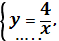 {y = 4/x,
......